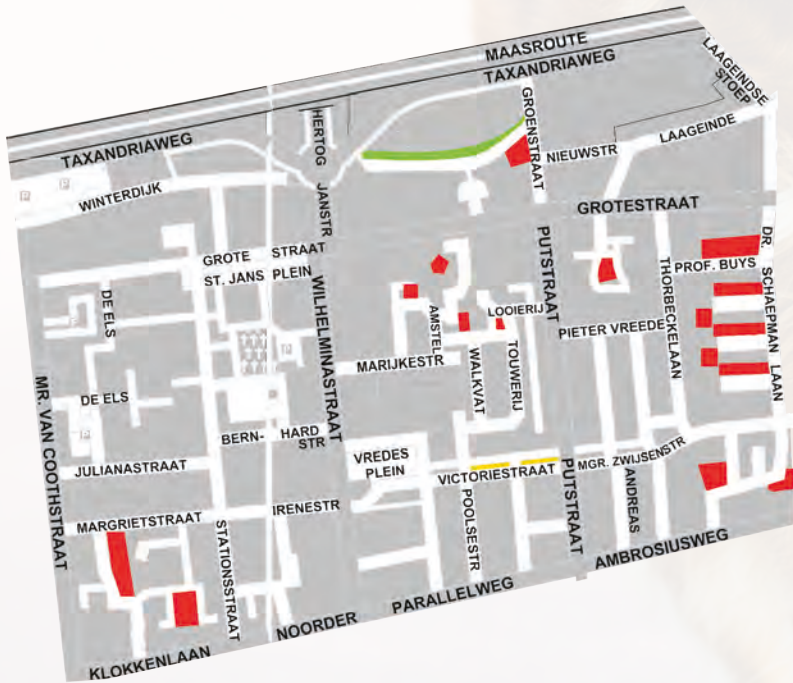 MAASROUTE
TAXANDRIAWEG
LAAGEINDSE
STOEP
TAXANDRIAWEG
HERTOG
JANSTR
GROENSTRAAT
NIEUWSTR
LAAGEINDE
WINTERDIJK
P
P
GROTESTRAAT
GROTE STRAAT
ST. JANS PLEIN
WILHELMINASTRAAT
PUTSTRAAT
PROF. BUYS
DR. SCHAEPMAN LAAN
THORBECKELAAN
DE ELS
AMSTEL
LOOIERIJ
PIETER VREEDE
P
P
MARIJKESTR
WALKVAT
TOUWERIJ
MR. VAN COOTHSTRAAT
DE ELS
P
BERN- HARD
STR
VREDES
PLEIN
JULIANASTRAAT
VICTORIESTRAAT
PUTSTRAAT
MGR. ZWIJSENSTR
ANDREAS
MARGRIETSTRAAT
IRENESTR
POOLSESTR
STATIONSSTRAAT
AMBROSIUSWEG
KLOKKENLAAN
NOORDER PARALLELWEG